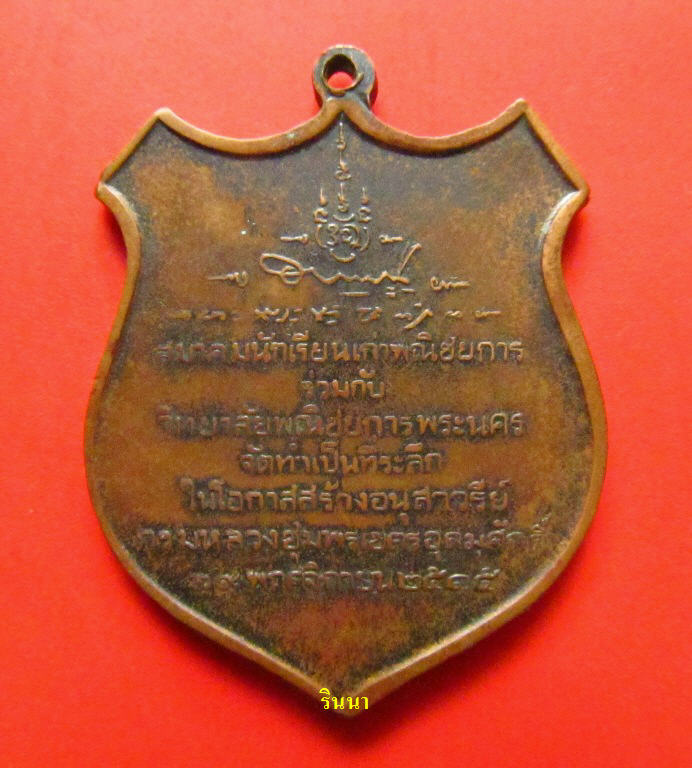 สมาคมนักเรียนเก่าพณิชยการ
ร่วมกับ
วิทยาลัยพณิชยการพระนคร
จัดทำเป็นที่ระลึก
ในโอกาสสร้างอนุสาวรีย์
กรมหลวงชุมพรเขตรอุดมศักดิ์
๑๙ พฤศจิกายน ๒๕๑๕
รินนา